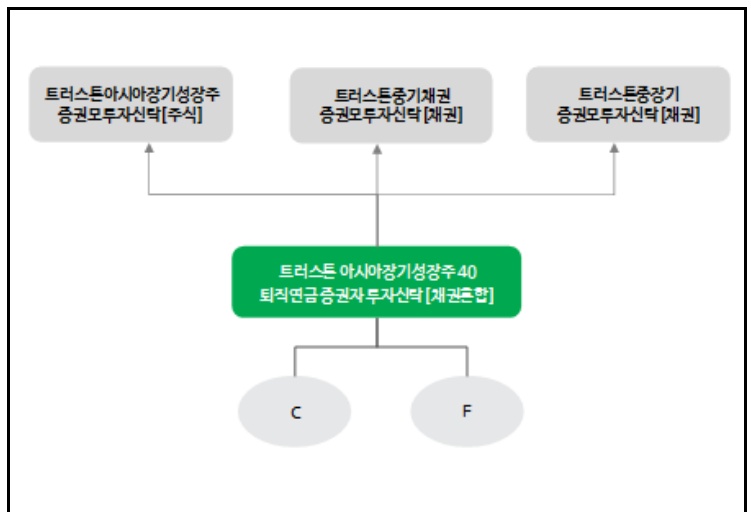 트러스톤아시아장기성장주
증권모투자신탁[주식]
트러스톤중기채권
증권모투자신탁[채권]
트러스톤중장기
증권모투자신탁[채권]
트러스톤 아시아장기성장주40
퇴직연금증권자투자신탁[채권혼합]
C
F